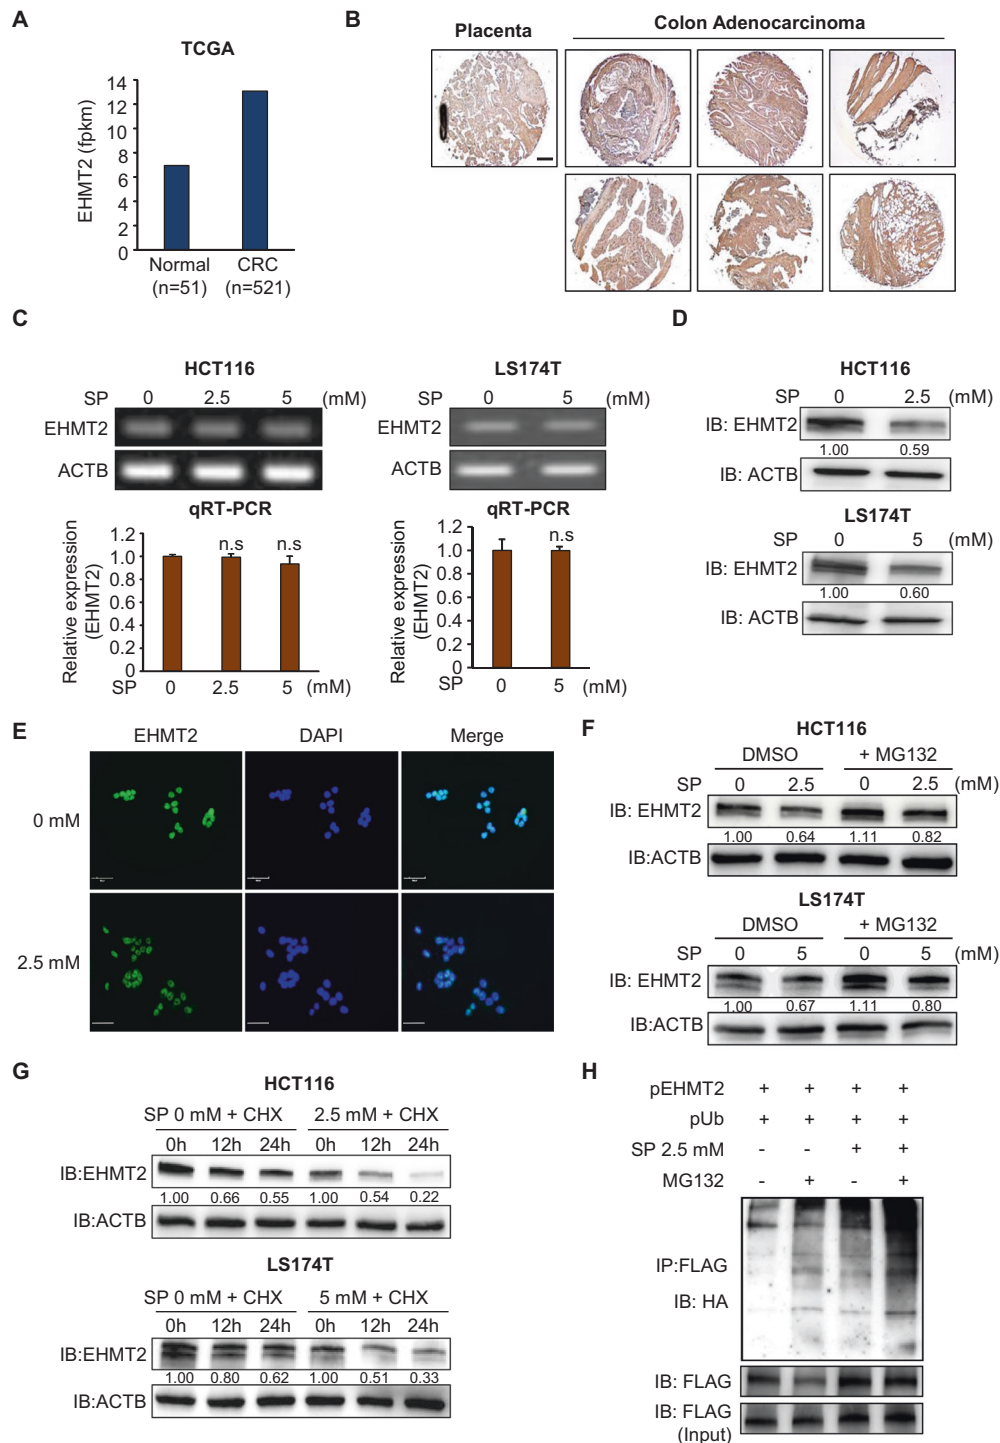 A
TCGA
EHMT2 (fpkm)
14
12
10
8
6
4
2
0
Normal
(n=51)
CRC
(n=521)
B
Placenta
Colon Adenocarcinoma
C
HCT116
SP 0 2.5 5 (mM)
EHMT2
ACTB
qRT-PCR
Relative expression
(EHMT2)
1.2
1.0
0.8
0.6
0.4
0.2
0
n.s n.s
SP 0 2.5 5 (mM)
LS174T
SP 0 5 (mM)
EHMT2
ACTB
qRT-PCR
Relative expression
(EHMT2)
1.2
1.0
0.8
0.6
0.4
0.2
0
n.s
SP 0 5 (mM)
D
HCT116
SP 0 2.5 (mM)
IB: EHMT2
1.00 0.59
IB: ACTB
LS174T
SP 0 5 (mM)
IB: EHMT2
1.00 0.60
IB: ACTB
E
EHMT2 DAPI Merge
0 mM
2.5 mM
F
HCT116
DMSO + MG132
SP 0 2.5 0 2.5 (mM)
IB: EHMT2
1.00 0.64 1.11 0.82
IB:ACTB
LS174T
DMSO + MG132
SP 0 5 0 5 (mM)
IB: EHMT2
1.00 0.67 1.11 0.80
IB:ACTB
G
HCT116
SP 0 mM + CHX 2.5 mM + CHX
0h 12h 24h 0h 12h 24h
IB:EHMT2
1.00 0.66 0.55 1.00 0.54 0.22
IB:ACTB
LS174T
SP 0 mM + CHX 5 mM + CHX
0h 12h 24h 0h 12h 24h
IB:EHMT2
1.00 0.80 0.62 1.00 0.51 0.33
IB:ACTB
H
pEHMT2 + + + +
pUb + + + +
SP 2.5 mM - - + +
MG132 - + - +
IP:FLAG
IB: HA
IB: FLAG
IB: FLAG
(Input)